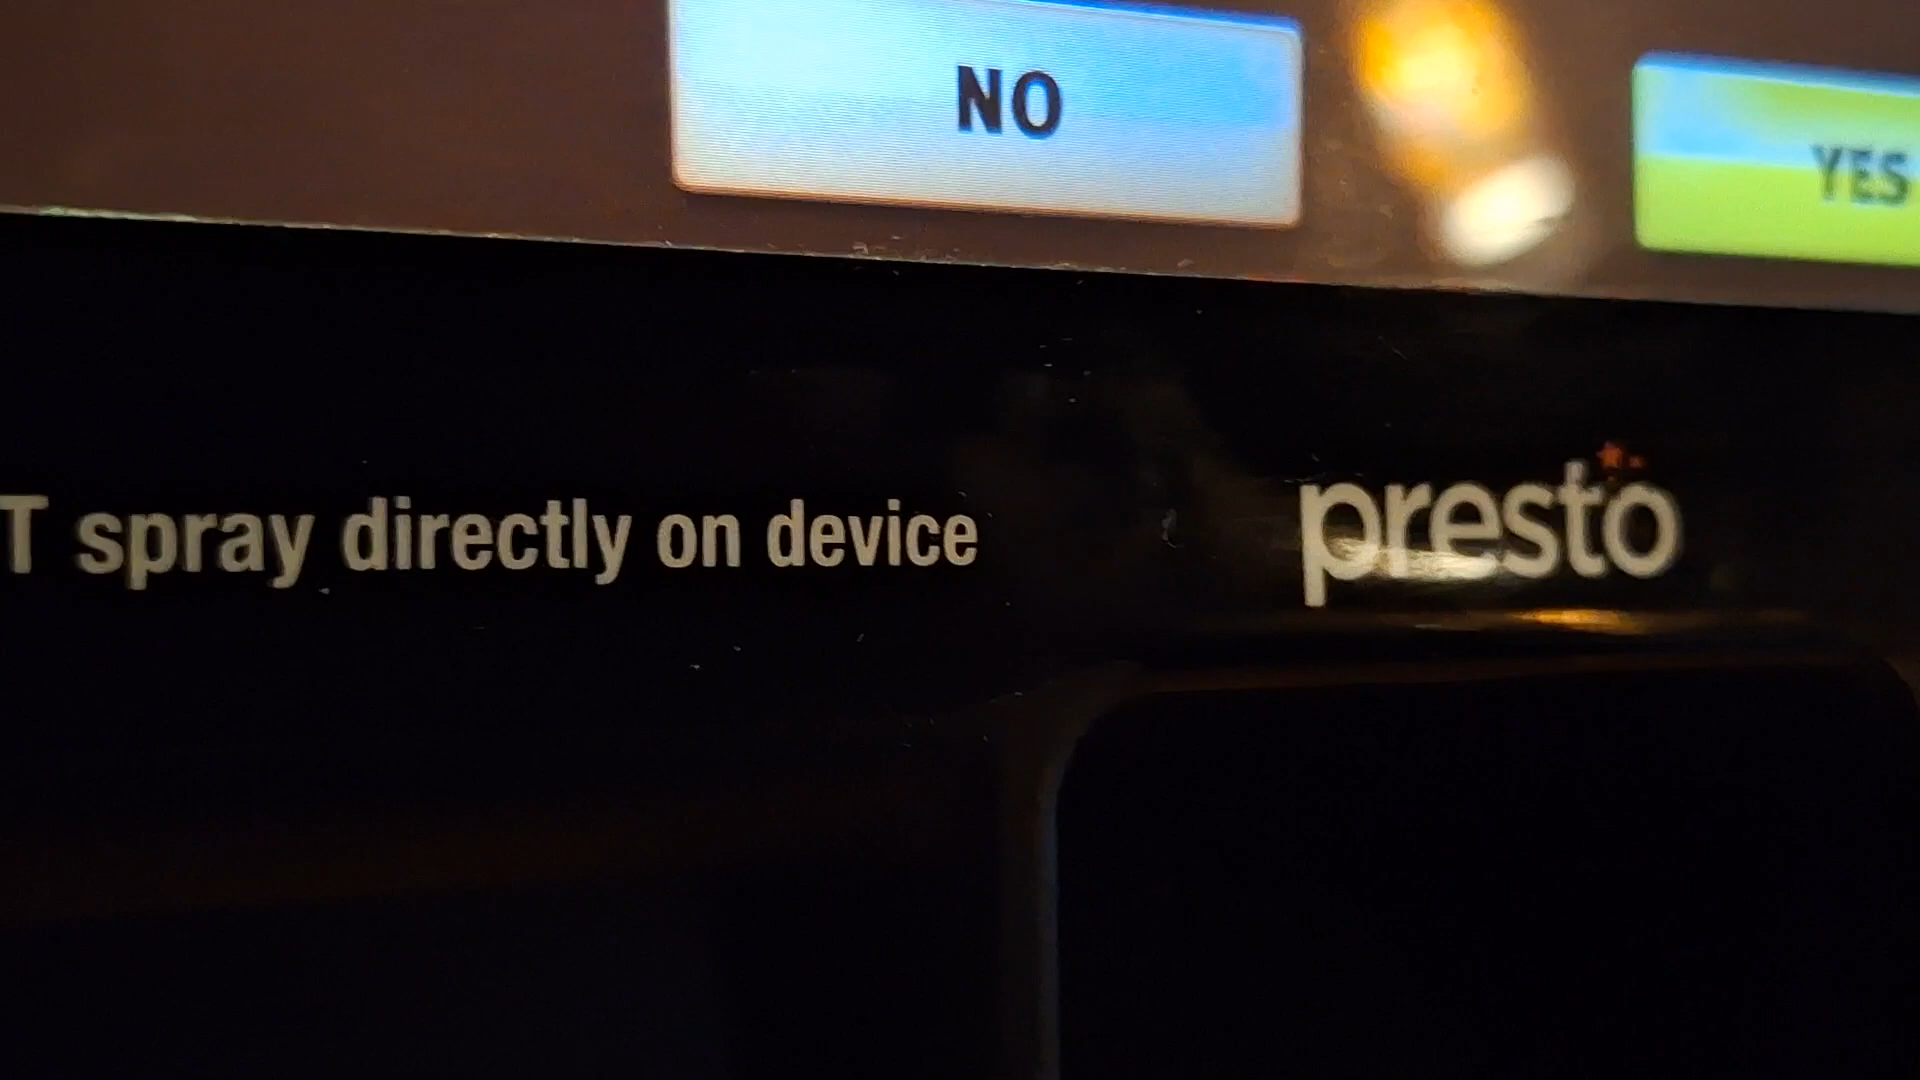 NO
YES
T spray directly on device
presto